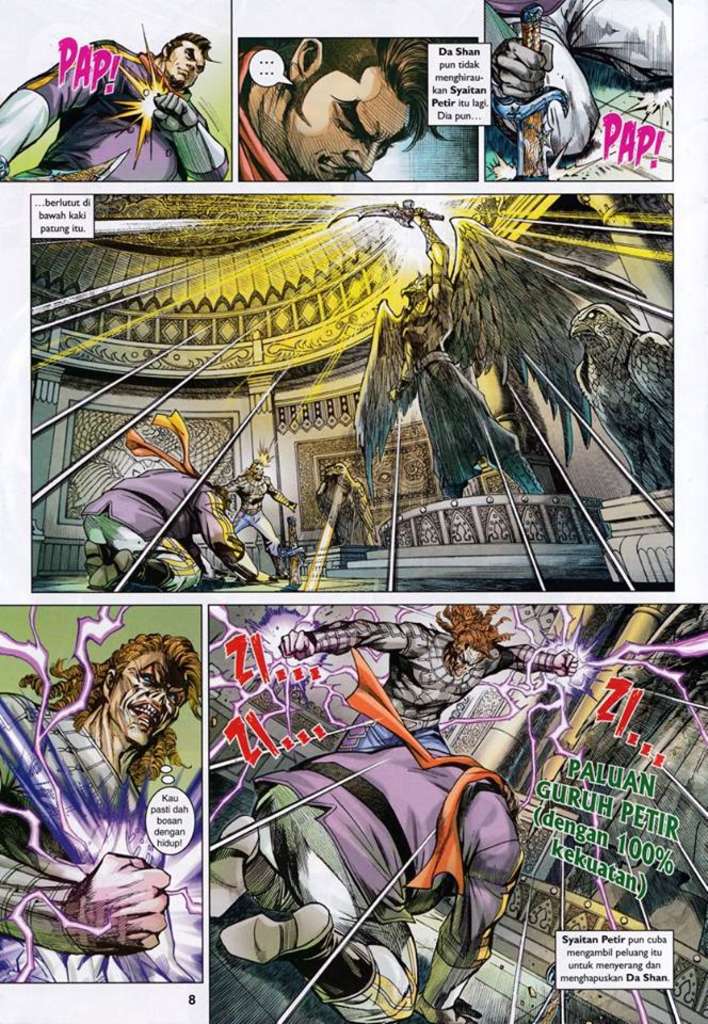 PAP!
...
...
Da Shan
pun tidak
menghirau-
kan Syaitan
Petir itu lagi.
Dia pun...
PAP!
...berlutut di
bawah kaki
patung itu.
Kau
pasti dah
bosan
dengan
hidup!
ZI...
ZI...
ZI...
PALUAN
GURUH PETIR
(dengan 100%
kekuatan)
Syaitan Petir pun cuba
mengambil peluang itu
untuk menyerang dan
menghapuskan Da Shan.
8